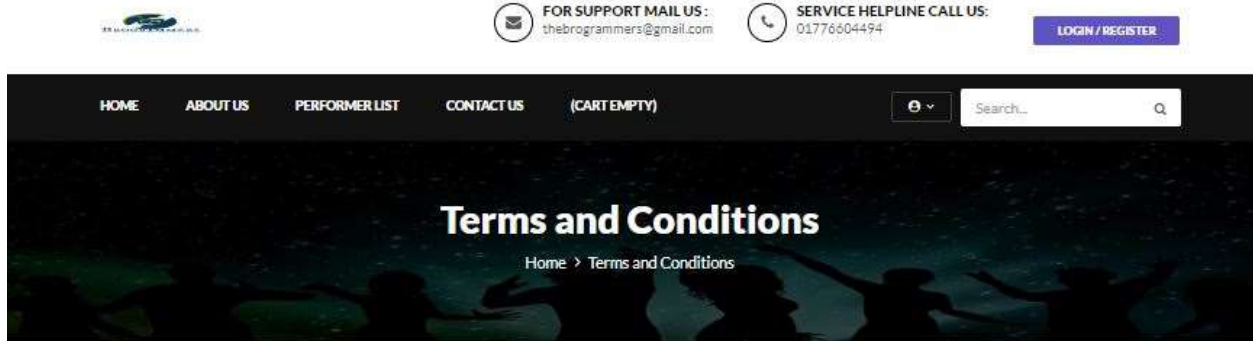 FOR SUPPORT MAIL US :
thebrogrammers@gmail.com
SERVICE HELPLINE CALL US:
01776604494
LOGIN / REGISTER
BROGRAMMERS
HOME ABOUT US PERFORMER LIST CONTACT US (CART EMPTY)
Search...
Terms and Conditions
Home > Terms and Conditions